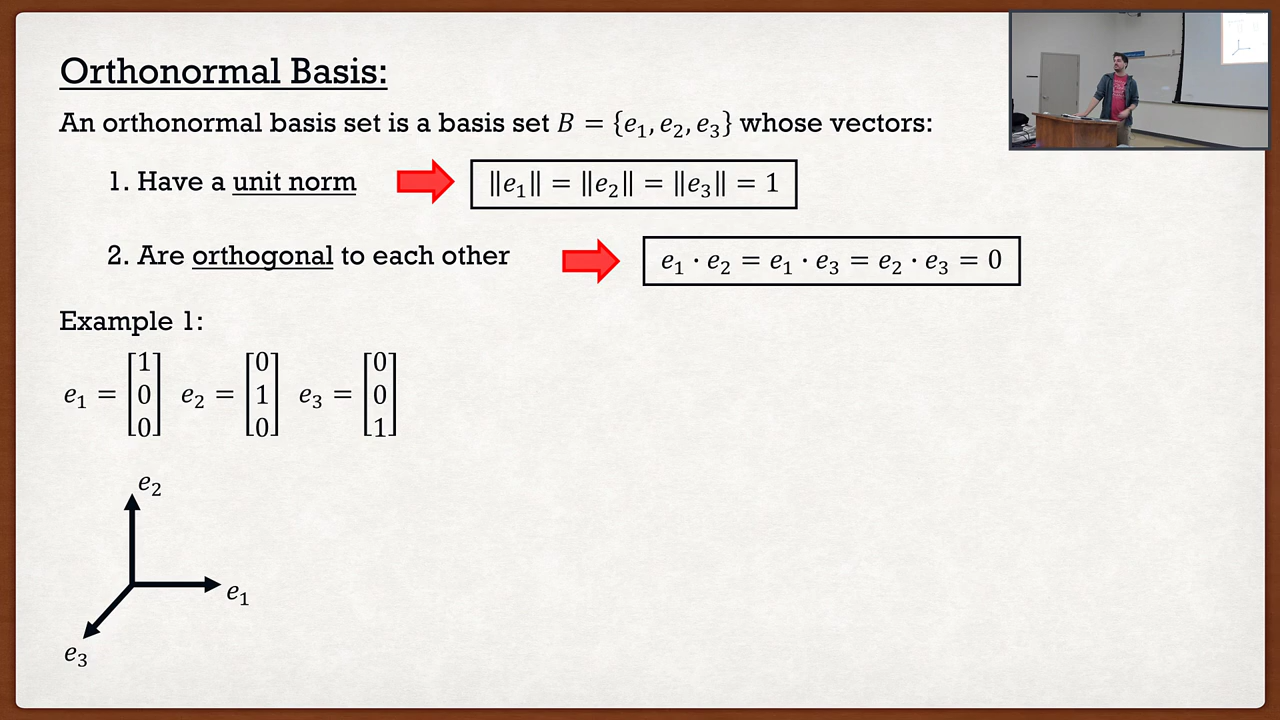 Orthonormal Basis:
An orthonormal basis set is a basis set B = {e₁, e₂, e₃} whose vectors:
1. Have a unit norm ‖e₁‖ = ‖e₂‖ = ‖e₃‖ = 1
2. Are orthogonal to each other e₁ · e₂ = e₁ · e₃ = e₂ · e₃ = 0
Example 1:
e₁ = [1 0 0] e₂ = [0 1 0] e₃ = [0 0 1]
e₂
e₁
e₃